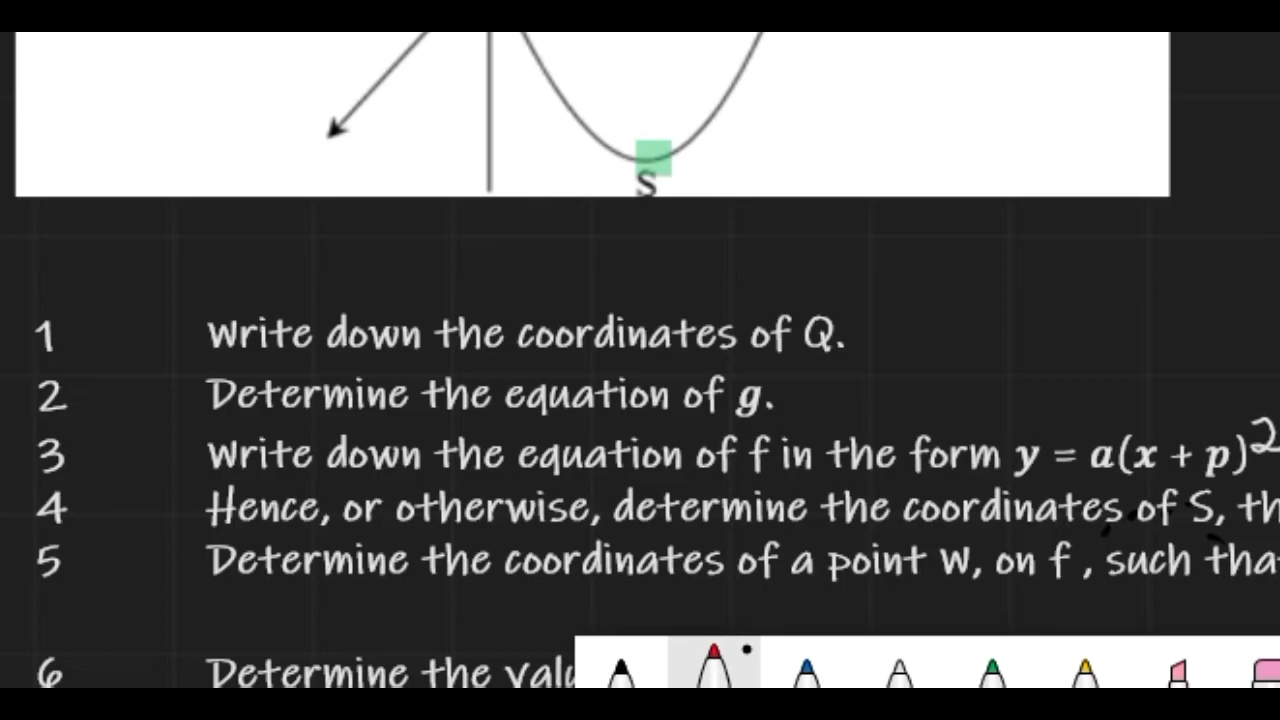 S
1 Write down the coordinates of Q.
2 Determine the equation of g.
3 Write down the equation of f in the form y = a(x + p)²
4 Hence, or otherwise, determine the coordinates of S, th
5 Determine the coordinates of a point W, on f , such tha
6 Determine the valu